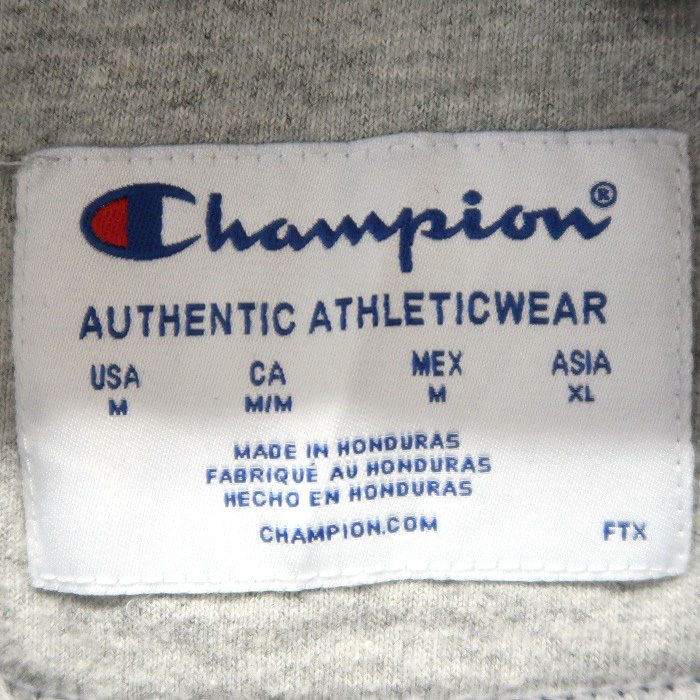 Champion®
AUTHENTIC ATHLETICWEAR
USA CA MEX ASIA
M M/M M XL
MADE IN HONDURAS
FABRIQUÉ AU HONDURAS
HECHO EN HONDURAS
CHAMPION.COM FTX